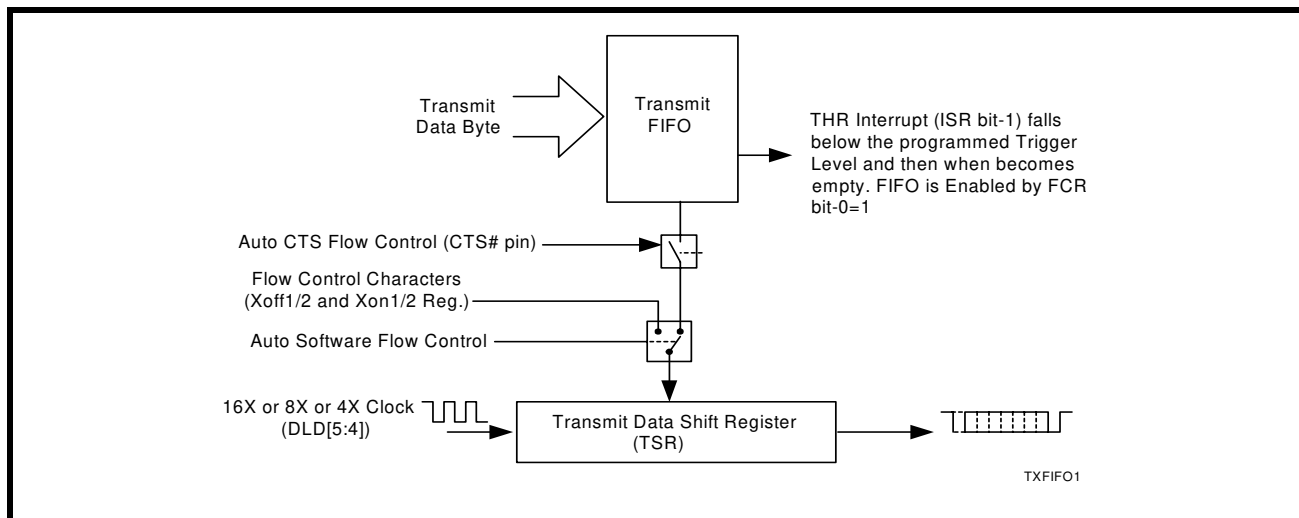 Transmit
Data Byte
Transmit
FIFO
THR Interrupt (ISR bit-1) falls
below the programmed Trigger
Level and then when becomes
empty. FIFO is Enabled by FCR
bit-0=1
Auto CTS Flow Control (CTS# pin)
Flow Control Characters
(Xoff1/2 and Xon1/2 Reg.)
Auto Software Flow Control
16X or 8X or 4X Clock
(DLD[5:4])
Transmit Data Shift Register
(TSR)
TXFIFO1